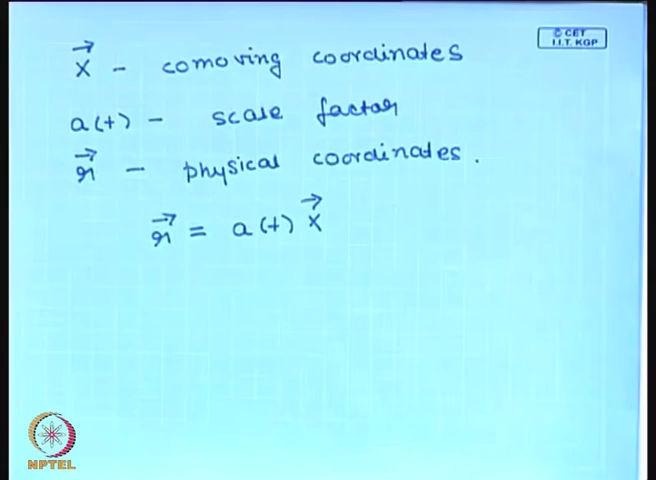 © CET
I.I.T. KGP
x⃗ - comoving coordinates
a(t) - scale factor
r⃗ - physical coordinates.
r⃗ = a(t) x⃗
NPTEL